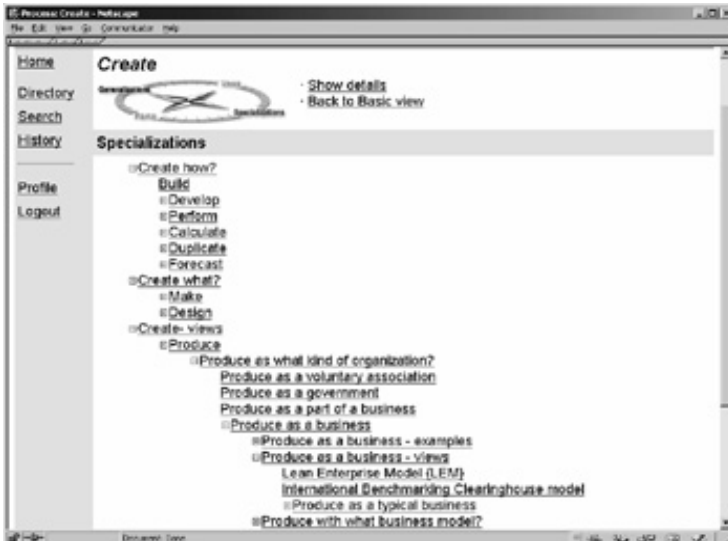 Process: Create - Netscape
File Edit View Go Communicator Help
Home
Directory
Search
History
Profile
Logout
Create
Generalizations
Uses
Parts
Specializations
· Show details
· Back to Basic view
Specializations
Create how?
Build
Develop
Perform
Calculate
Duplicate
Forecast
Create what?
Make
Design
Create- views
Produce
Produce as what kind of organization?
Produce as a voluntary association
Produce as a government
Produce as a part of a business
Produce as a business
Produce as a business - examples
Produce as a business - views
Lean Enterprise Model {LEM}
International Benchmarking Clearinghouse model
Produce as a typical business
Produce with what business model?
Document: Done